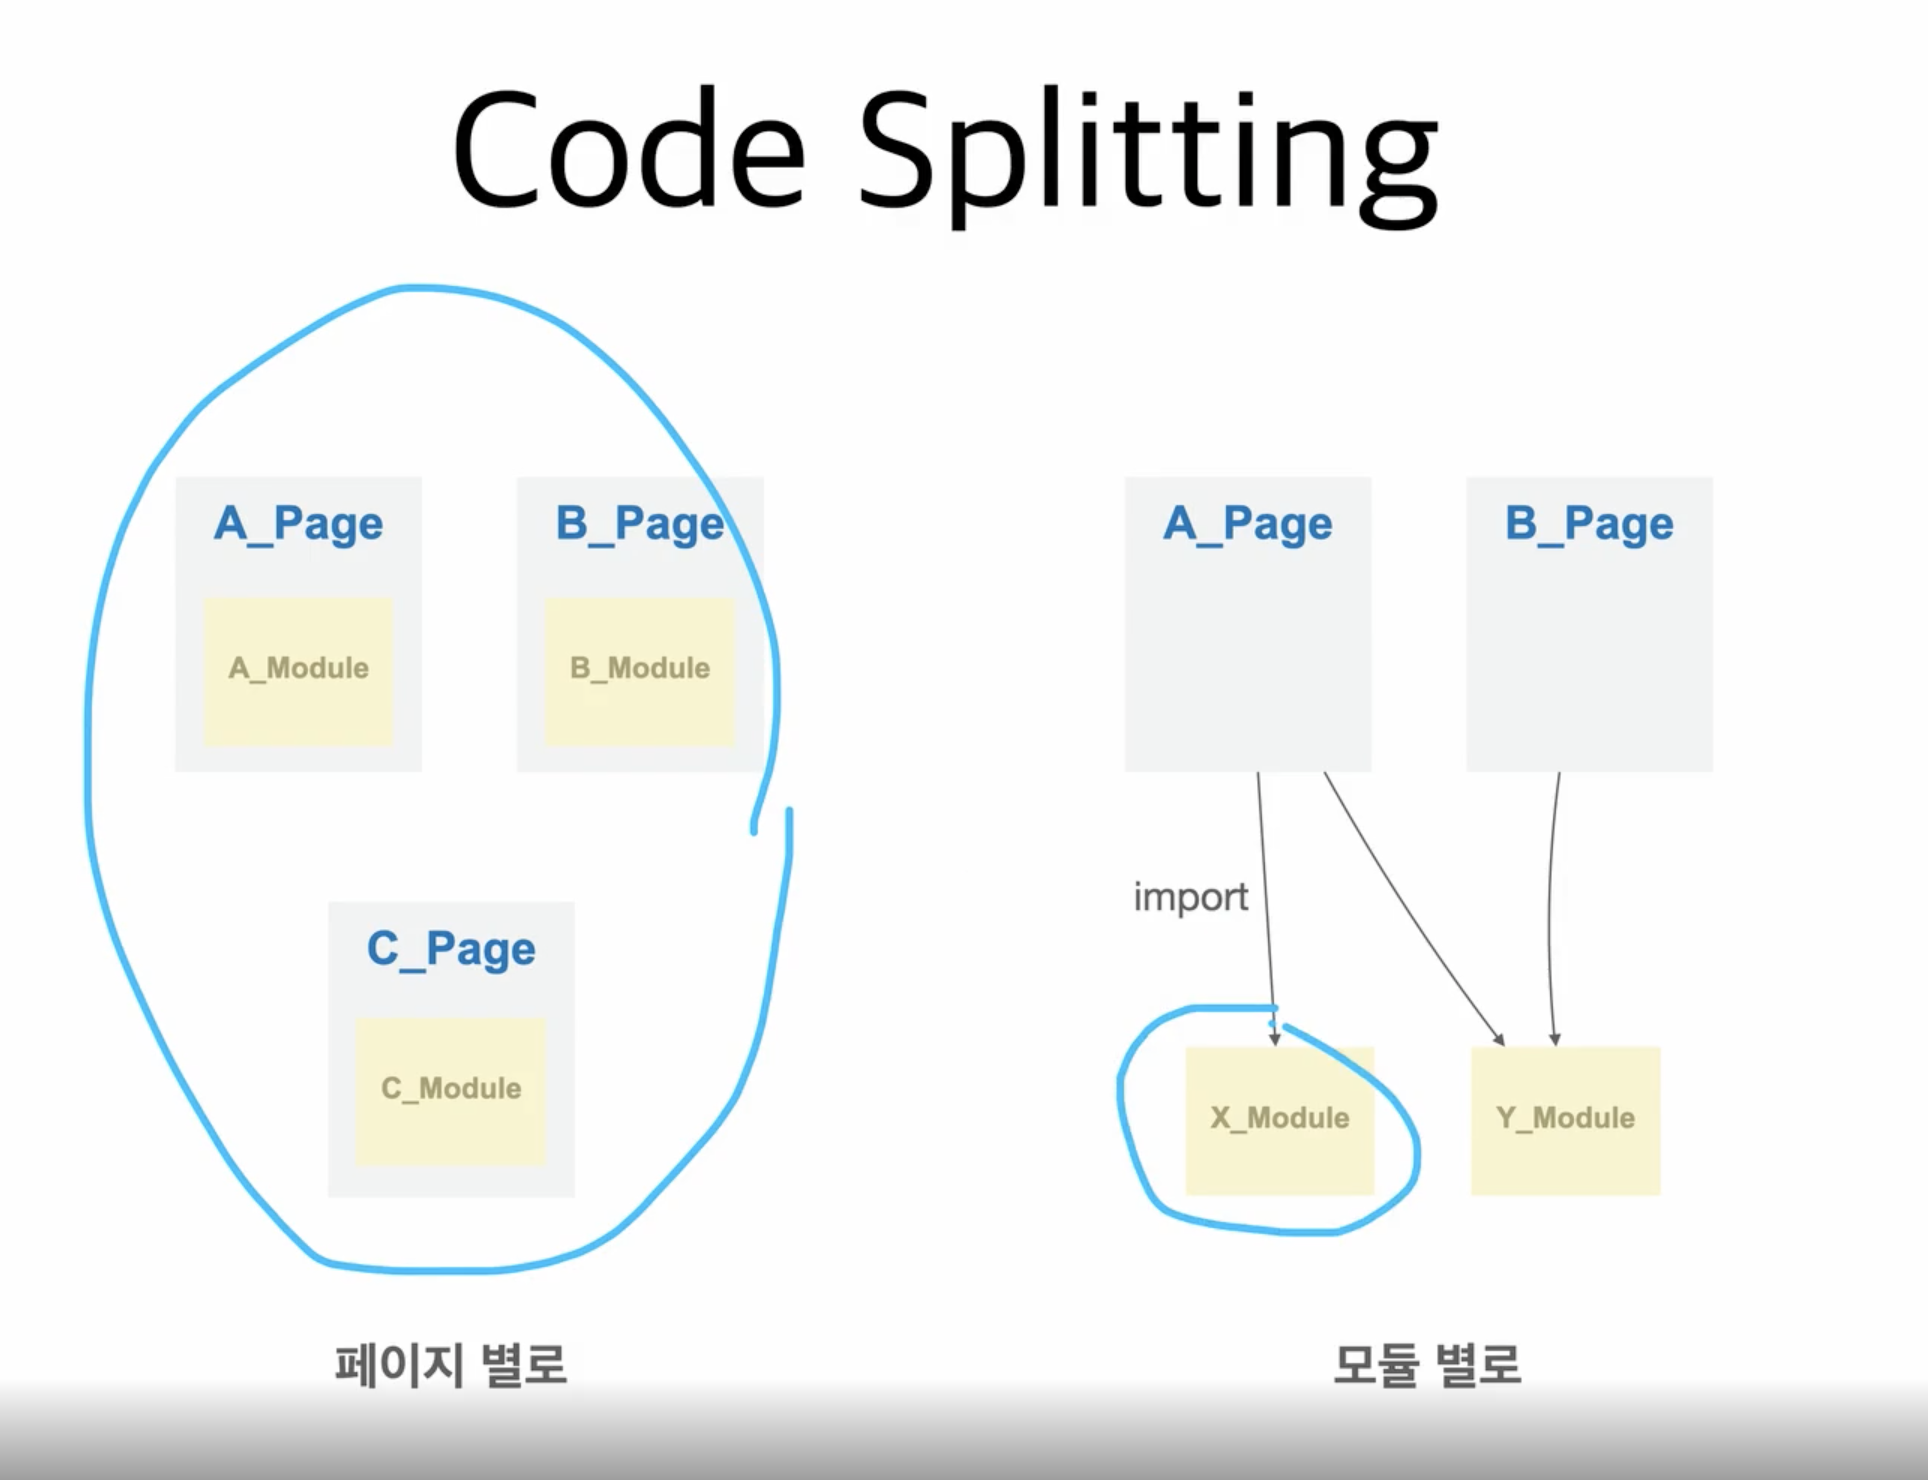 Code Splitting
A_Page
A_Module
B_Page
B_Module
C_Page
C_Module
페이지 별로
A_Page
B_Page
import
X_Module
Y_Module
모듈 별로